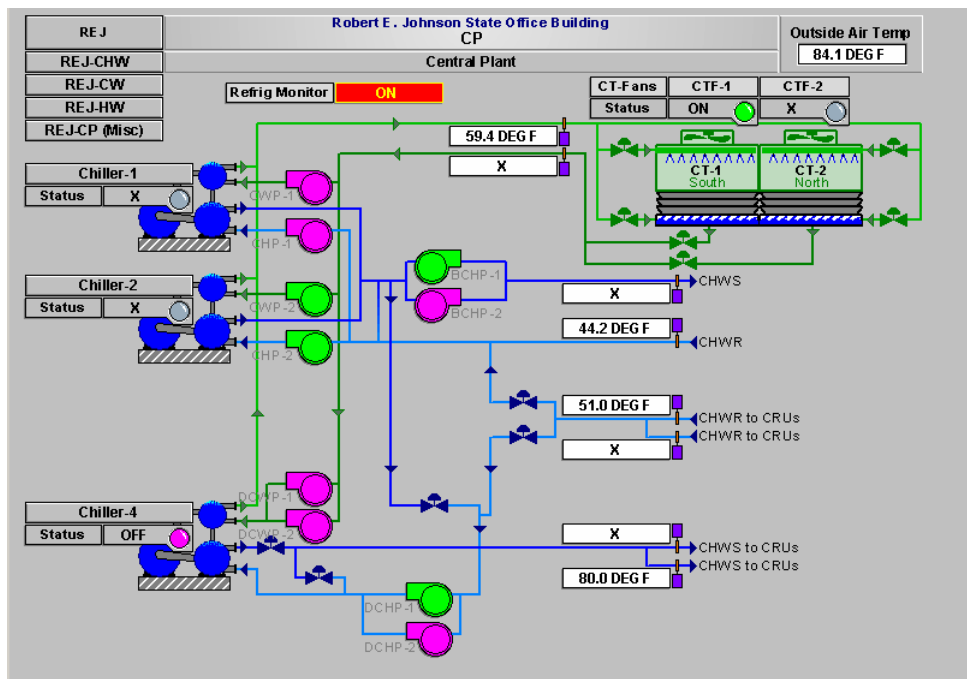 REJ
Robert E. Johnson State Office Building
CP
Outside Air Temp
84.1 DEG F
REJ-CHW
Central Plant
REJ-CW
REJ-HW
REJ-CP (Misc)
Refrig Monitor ON
CT-Fans CTF-1 CTF-2
Status ON X
59.4 DEG F
X
CT-1
South
CT-2
North
Chiller-1
Status X
CWP-1
CHP-1
Chiller-2
Status X
CWP-2
CHP-2
BCHP-1
BCHP-2
X
CHWS
44.2 DEG F
CHWR
51.0 DEG F
CHWR to CRUs
CHWR to CRUs
X
Chiller-4
Status OFF
DCWP-1
DCWP-2
X
CHWS to CRUs
CHWS to CRUs
80.0 DEG F
DCHP-1
DCHP-2